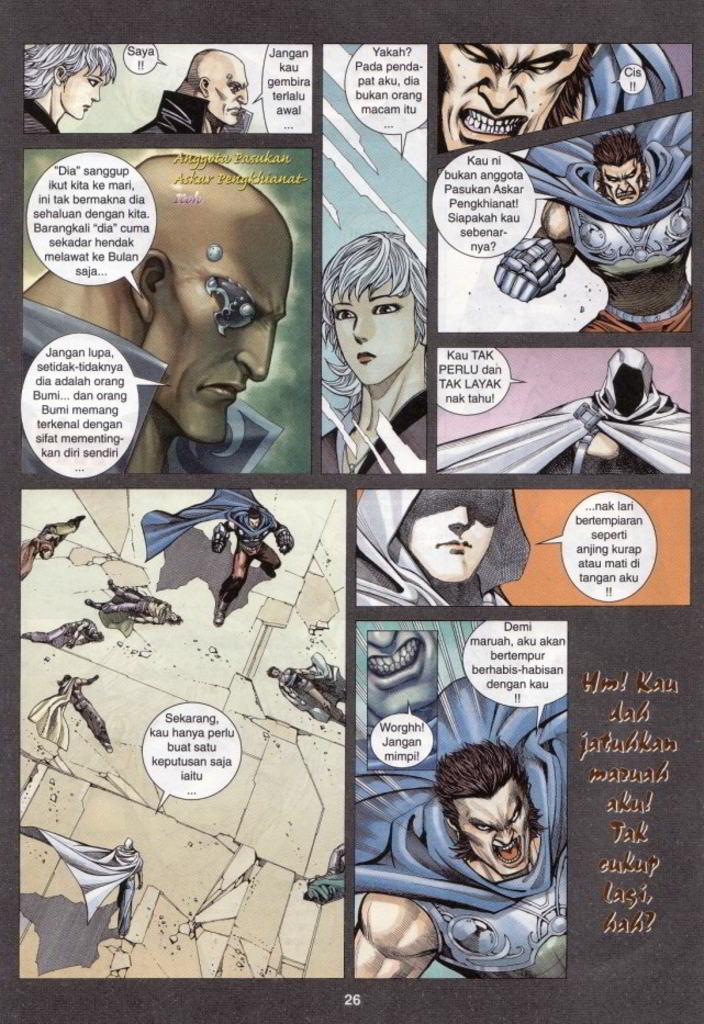 Saya
!!
Jangan
kau
gembira
terlalu
awal
...
Anggota Pasukan
Askar Pengkhianat-
"Dia" sanggup
ikut kita ke mari,
ini tak bermakna dia
sehaluan dengan kita.
Barangkali "dia" cuma
sekadar hendak
melawat ke Bulan
saja...
Jangan lupa,
setidak-tidaknya
dia adalah orang
Bumi... dan orang
Bumi memang
terkenal dengan
sifat mementing-
kan diri sendiri
...
Yakah?
Pada penda-
pat aku, dia
bukan orang
macam itu
...
Cis
!!
Kau ni
bukan anggota
Pasukan Askar
Pengkhianat!
Siapakah kau
sebenar-
nya?
Kau TAK
PERLU dan
TAK LAYAK
nak tahu!
Sekarang,
kau hanya perlu
buat satu
keputusan saja
iaitu
...
...nak lari
bertempiaran
seperti
anjing kurap
atau mati di
tangan aku
!!
Demi
maruah, aku akan
bertempur
berhabis-habisan
dengan kau
!!
Worghh!
Jangan
mimpi!
Hm! Kau
dah
jatuhkan
maruah
aku!
Tak
cukup
lagi,
hah?
26